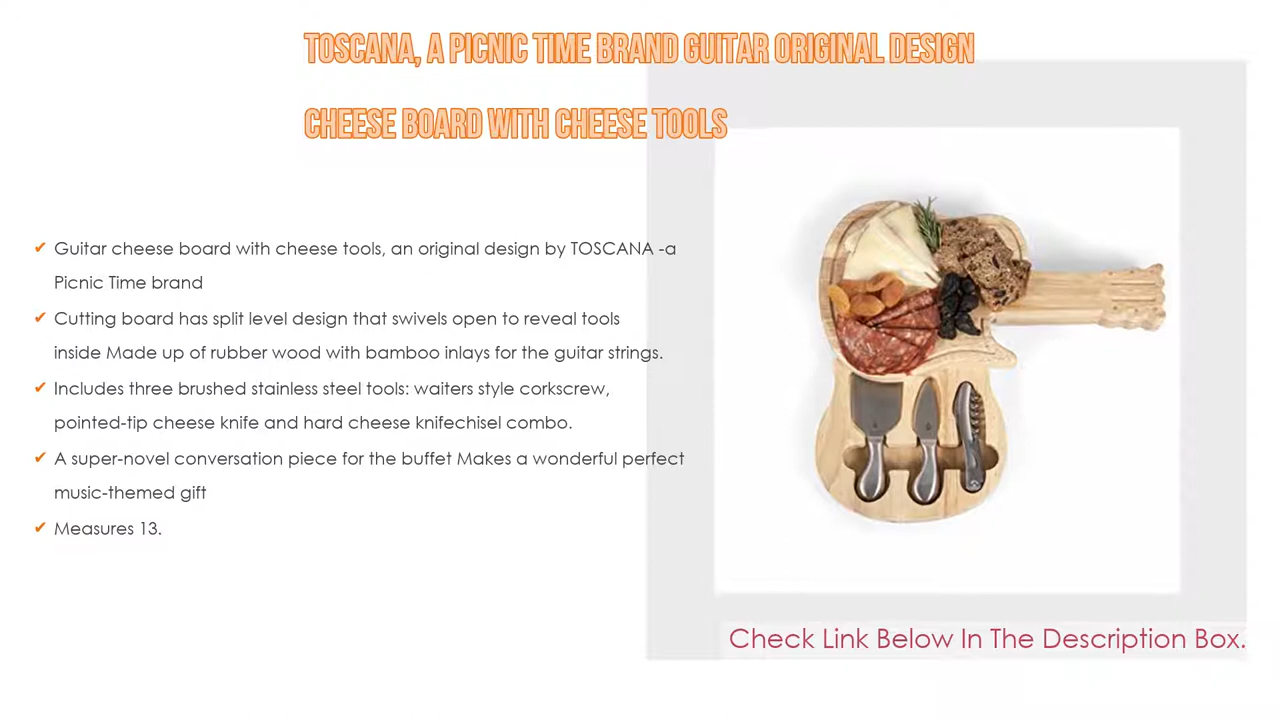 TOSCANA, A PICNIC TIME BRAND GUITAR ORIGINAL DESIGN
CHEESE BOARD WITH CHEESE TOOLS
✔ Guitar cheese board with cheese tools, an original design by TOSCANA -a
Picnic Time brand
✔ Cutting board has split level design that swivels open to reveal tools
inside Made up of rubber wood with bamboo inlays for the guitar strings.
✔ Includes three brushed stainless steel tools: waiters style corkscrew,
pointed-tip cheese knife and hard cheese knifechisel combo.
✔ A super-novel conversation piece for the buffet Makes a wonderful perfect
music-themed gift
✔ Measures 13.
Check Link Below In The Description Box.